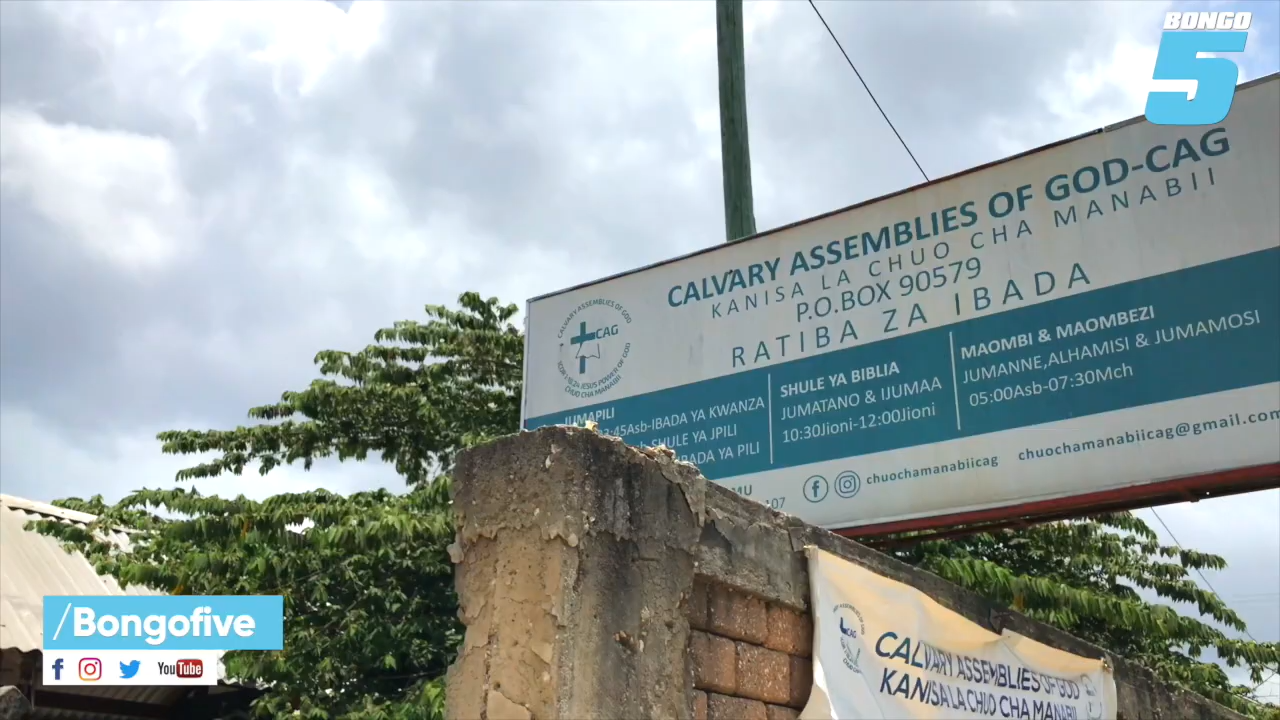 BONGO
5
CALVARY ASSEMBLIES OF GOD-CAG
KANISA LA CHUO CHA MANABII
P.O.BOX 90579
RATIBA ZA IBADA
CALVARY ASSEMBLIES OF GOD
CAG
CHUO CHA MANABII
JUMAPILI
3:45Asb-IBADA YA KWANZA
SHULE YA JPILI
YA PILI
SHULE YA BIBLIA
JUMATANO & IJUMAA
10:30Jioni-12:00Jioni
MAOMBI & MAOMBEZI
JUMANNE,ALHAMISI & JUMAMOSI
05:00Asb-07:30Mch
chuochamanabiicag
chuochamanabiicag@gmail.com
CAG
CALVARY ASSEMBLIES OF GOD
KANISA LA CHUO CHA MANABII
/Bongofive
YouTube